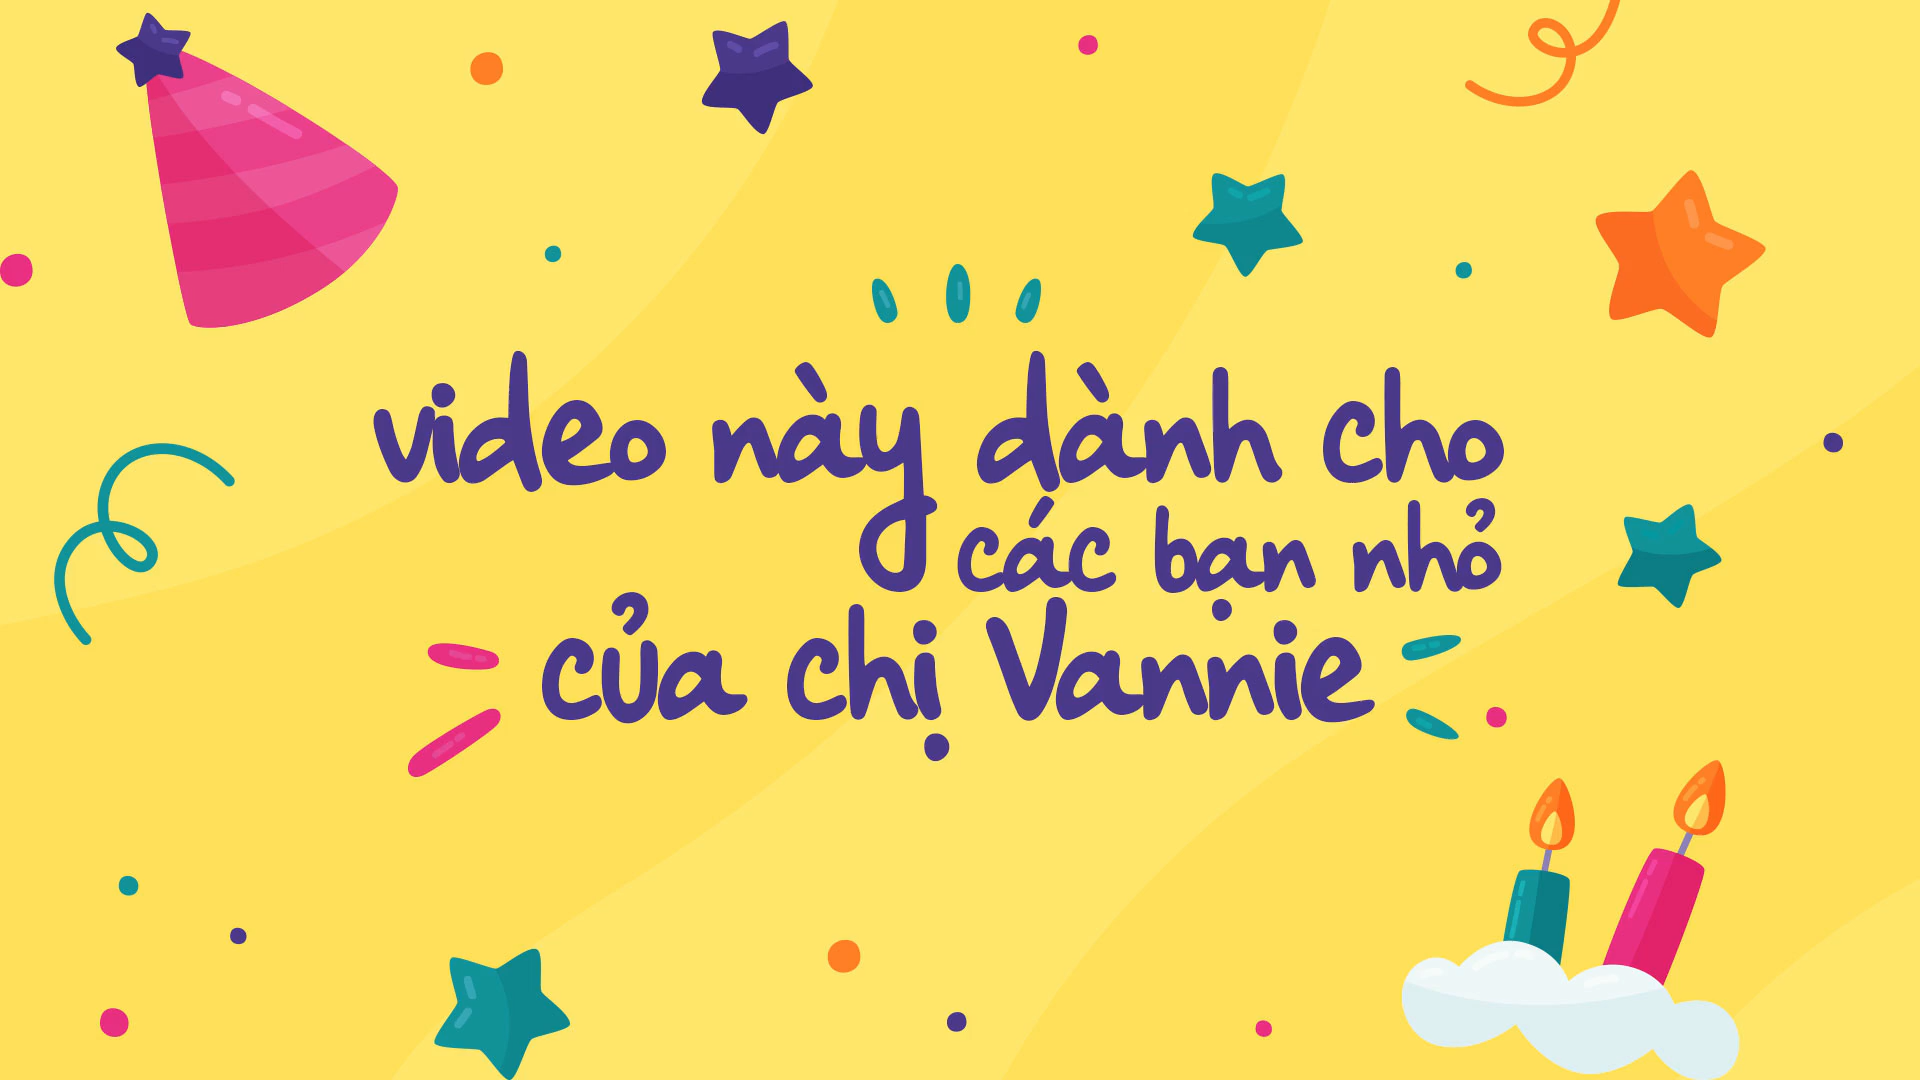 video này dành cho
các bạn nhỏ
của chị Vannie